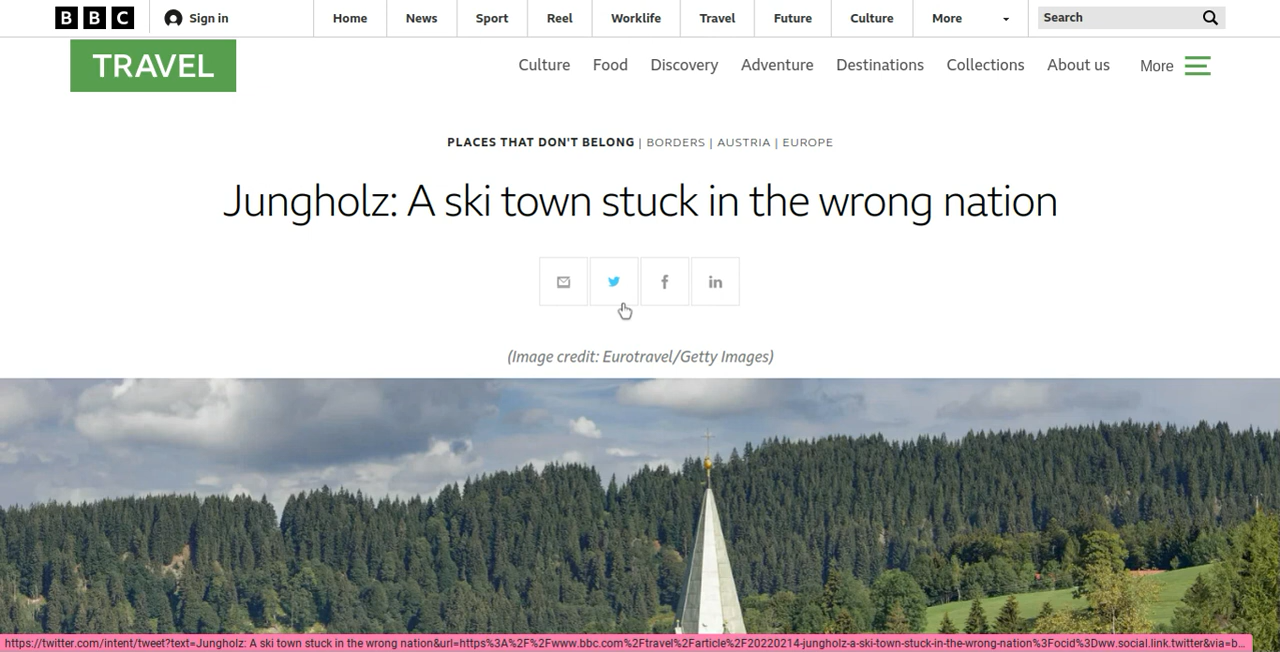 BBC Sign in Home News Sport Reel Worklife Travel Future Culture More Search
TRAVEL Culture Food Discovery Adventure Destinations Collections About us More
PLACES THAT DON'T BELONG | BORDERS | AUSTRIA | EUROPE
Jungholz: A ski town stuck in the wrong nation
(Image credit: Eurotravel/Getty Images)
https://twitter.com/intent/tweet?text=Jungholz: A ski town stuck in the wrong nation&url=https%3A%2F%2Fwww.bbc.com%2Ftravel%2Farticle%2F20220214-jungholz-a-ski-town-stuck-in-the-wrong-nation%3Focid%3Dww.social.link.twitter&via=b...